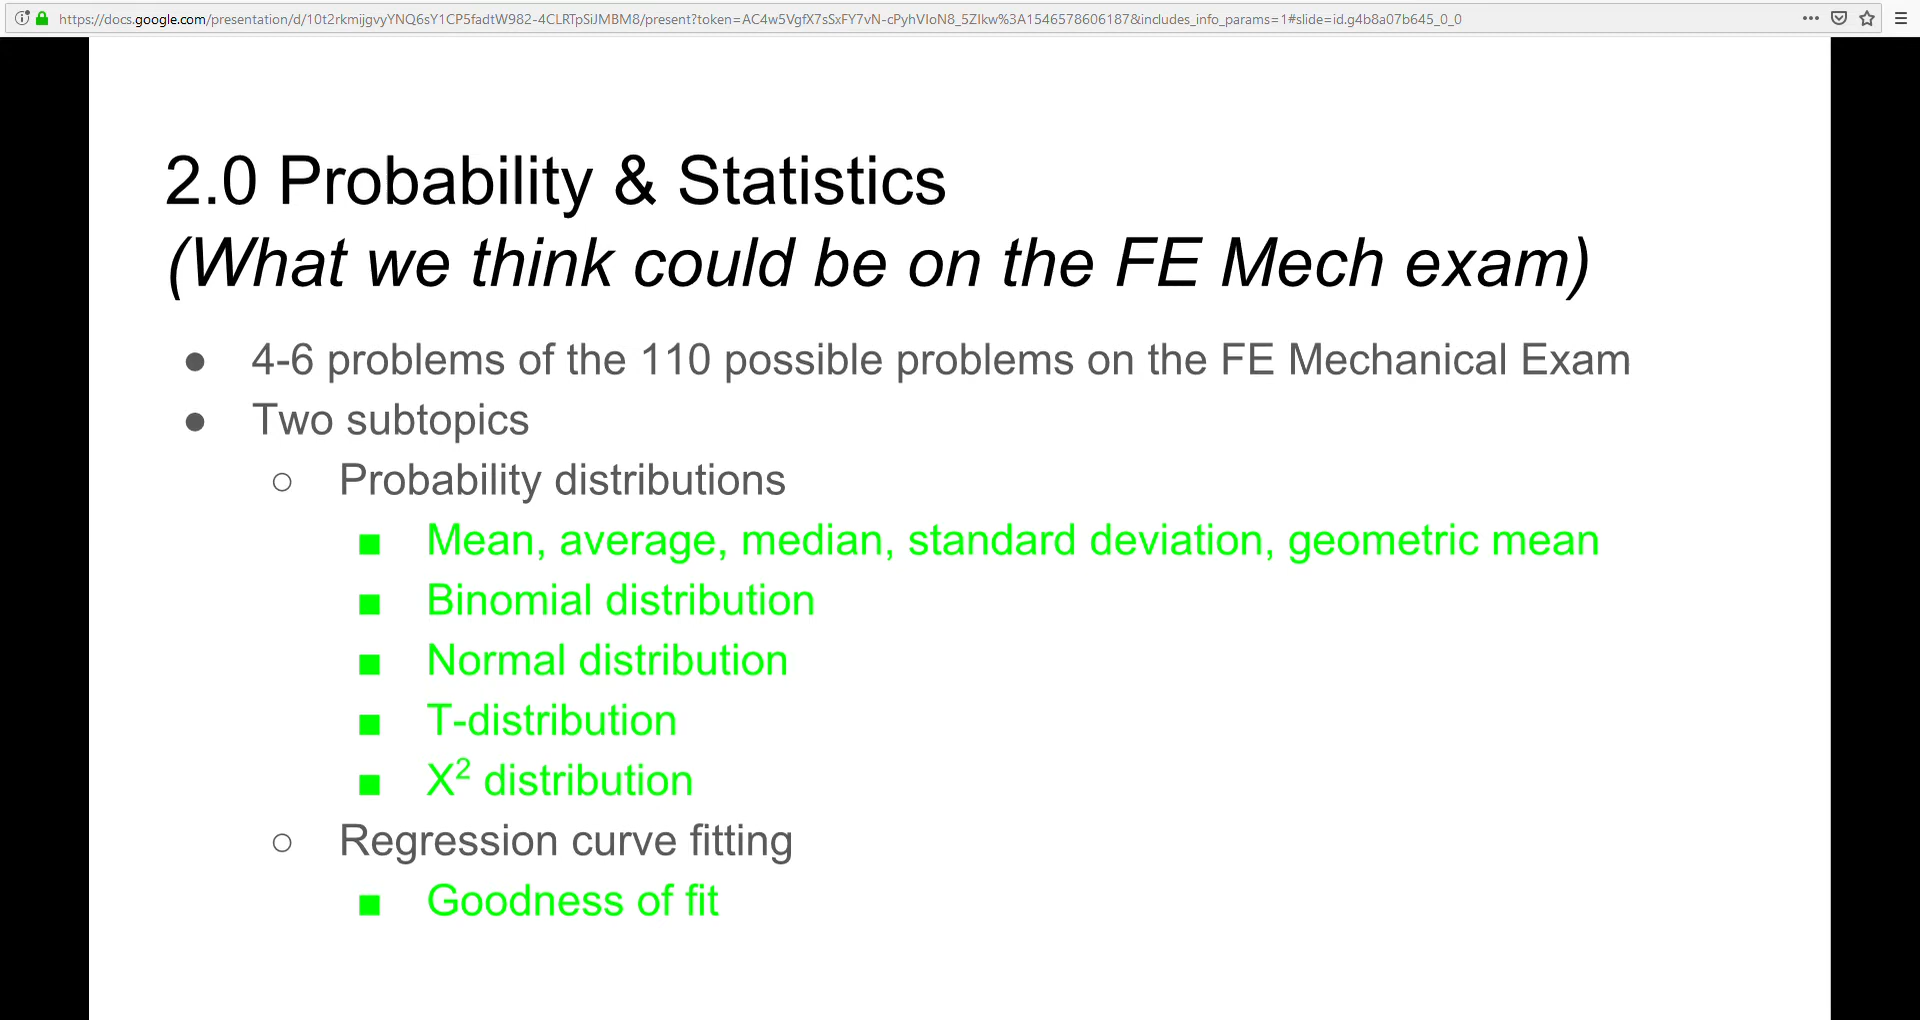 https://docs.google.com/presentation/d/10t2rkmijgvyYNQ6sY1CP5fadtW982-4CLRTpSiJMBM8/present?token=AC4w5VgfX7sSxFY7vN-cPyhVIoN8_5ZIkw%3A1546578606187&includes_info_params=1#slide=id.g4b8a07b645_0_0
2.0 Probability & Statistics
(What we think could be on the FE Mech exam)
● 4-6 problems of the 110 possible problems on the FE Mechanical Exam
● Two subtopics
○ Probability distributions
■ Mean, average, median, standard deviation, geometric mean
■ Binomial distribution
■ Normal distribution
■ T-distribution
■ X² distribution
○ Regression curve fitting
■ Goodness of fit